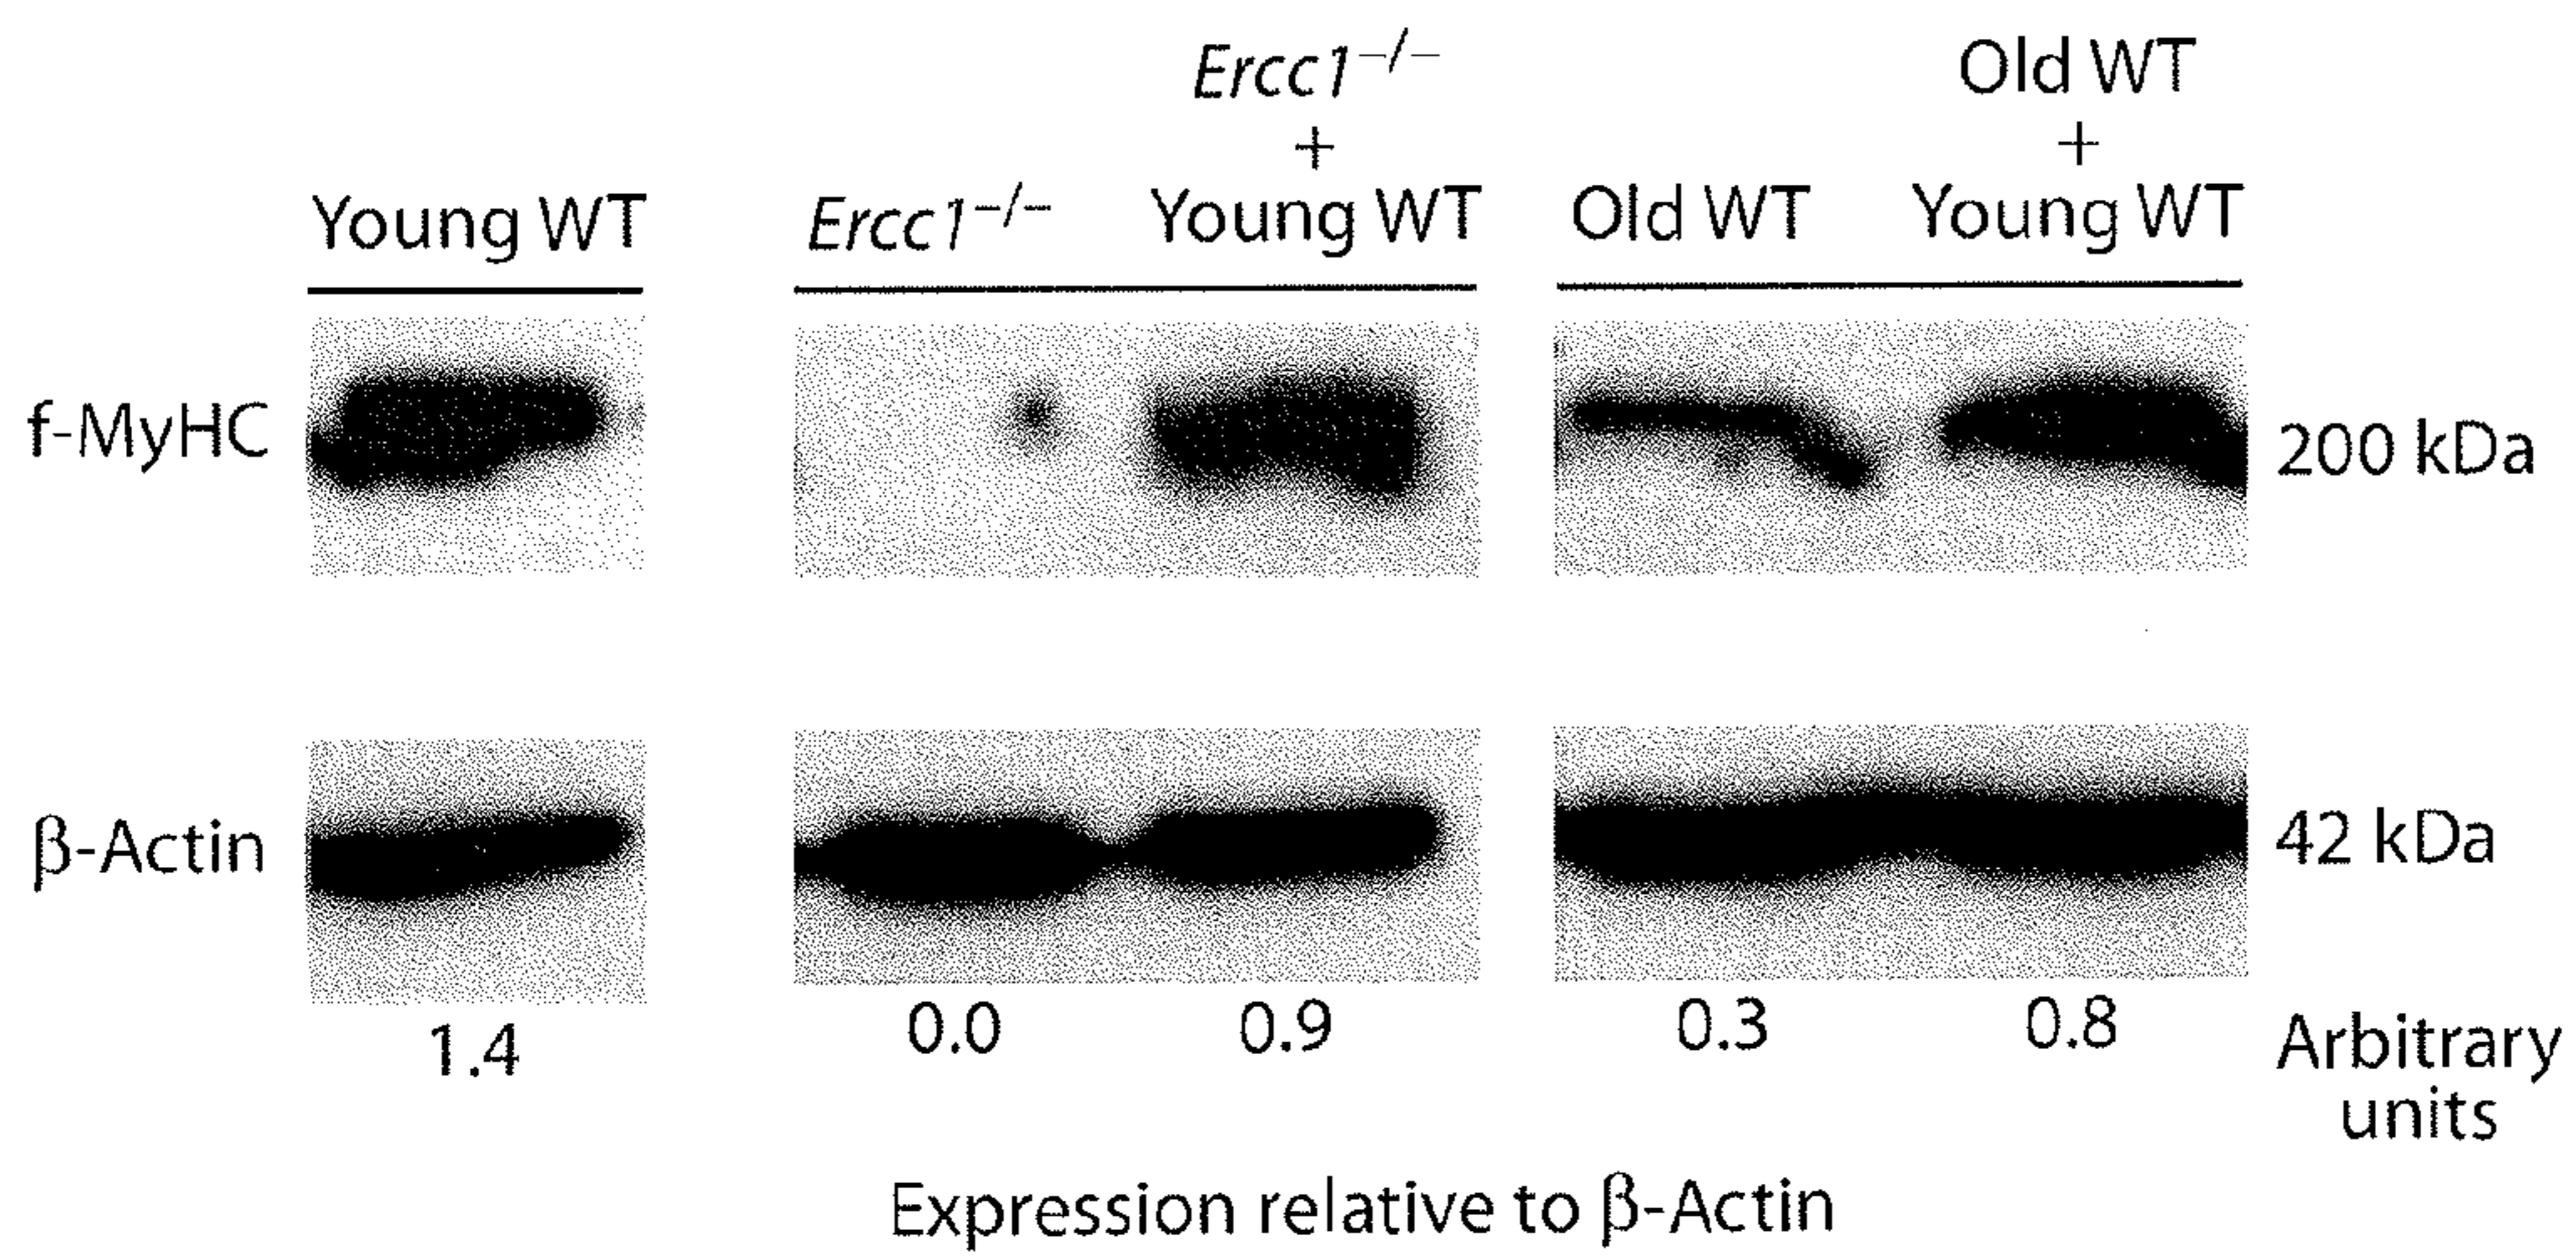 Ercc1−/−
+
Old WT
+
Young WT
Ercc1−/−
Young WT
Old WT
Young WT
f-MyHC
200 kDa
β-Actin
42 kDa
1.4
0.0
0.9
0.3
0.8
Arbitrary
units
Expression relative to β-Actin